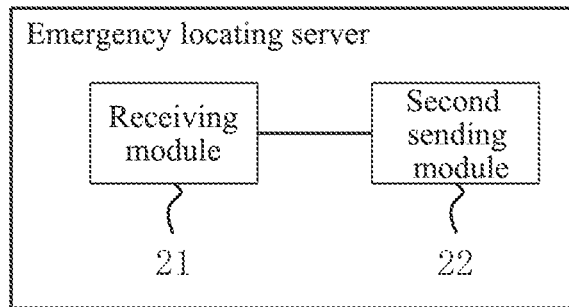 Emergency locating server
Receiving
module
Second
sending
module
21
22